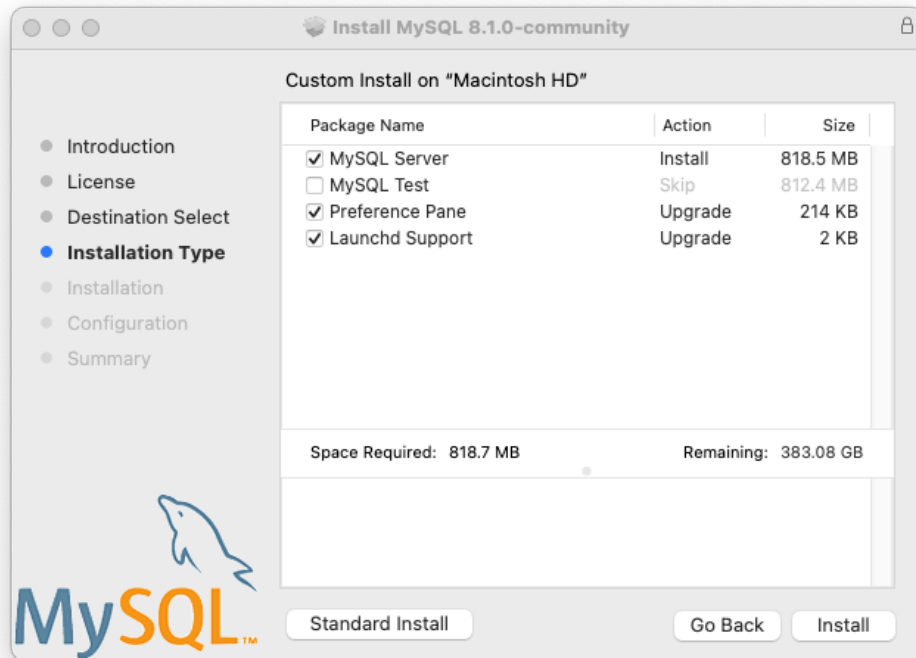 Install MySQL 8.1.0-community
Custom Install on “Macintosh HD”
Introduction
License
Destination Select
Installation Type
Installation
Configuration
Summary
Package Name Action Size
MySQL Server Install 818.5 MB
MySQL Test Skip 812.4 MB
Preference Pane Upgrade 214 KB
Launchd Support Upgrade 2 KB
Space Required: 818.7 MB Remaining: 383.08 GB
MySQL™
Standard Install Go Back Install